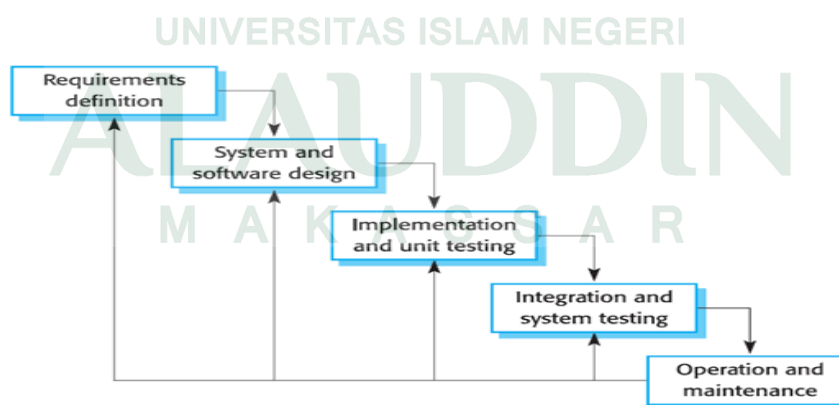 UNIVERSITAS ISLAM NEGERI
ALAUDDIN
MAKASSAR
Requirements
definition
System and
software design
Implementation
and unit testing
Integration and
system testing
Operation and
maintenance